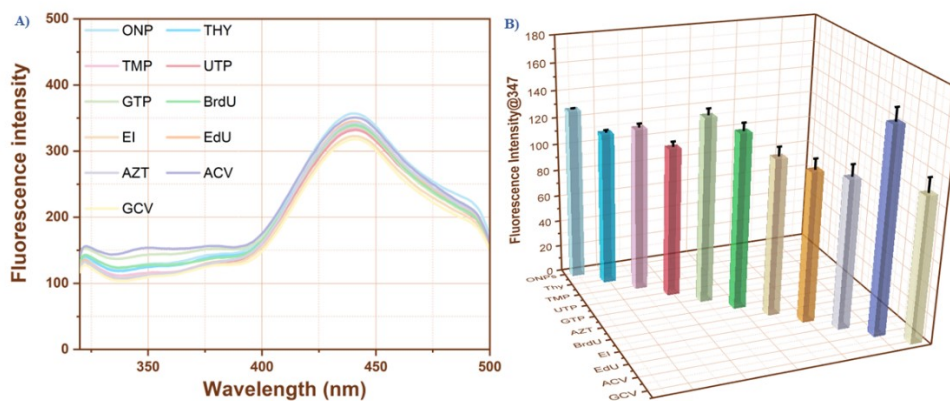 A)
Fluorescence intensity
500
400
300
200
100
0
ONP THY
TMP UTP
GTP BrdU
EI EdU
AZT ACV
GCV
350 400 450 500
Wavelength (nm)
B)
Fluorescence Intensity@347
180
160
140
120
100
80
60
40
20
0
ONPs
Thy
TMP
UTP
GTP
AZT
BrdU
EI
EdU
ACV
GCV